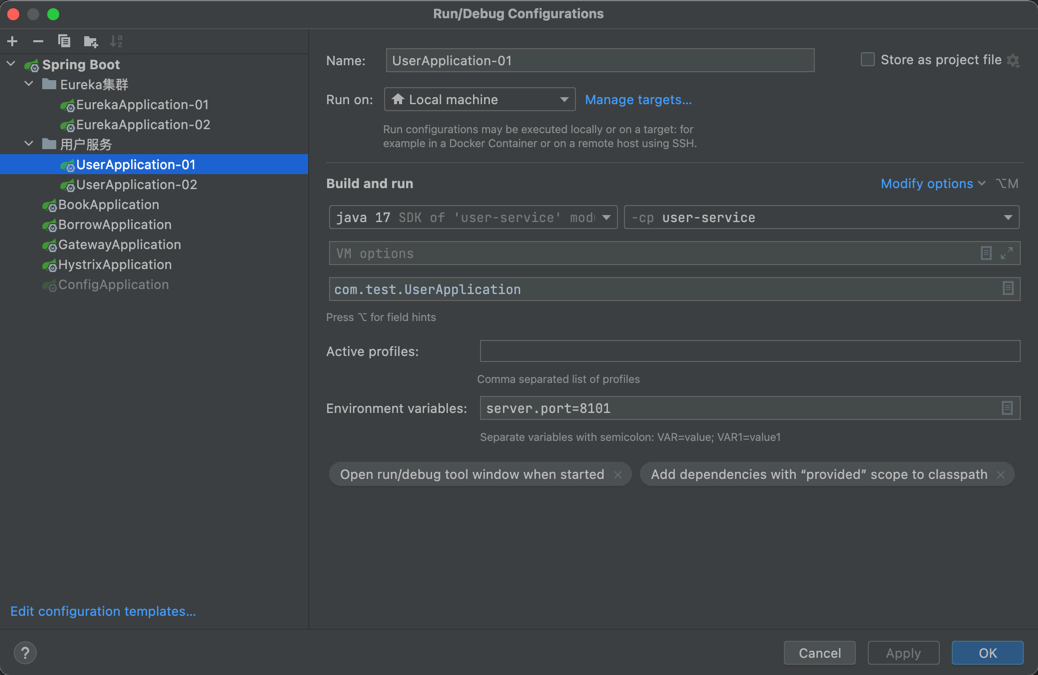 Run/Debug Configurations
Spring Boot
Eureka集群
EurekaApplication-01
EurekaApplication-02
用户服务
UserApplication-01
UserApplication-02
BookApplication
BorrowApplication
GatewayApplication
HystrixApplication
ConfigApplication
Edit configuration templates...
Name: UserApplication-01 Store as project file
Run on: Local machine Manage targets...
Run configurations may be executed locally or on a target: for
example in a Docker Container or on a remote host using SSH.
Build and run Modify options ⌥M
java 17 SDK of 'user-service' mod -cp user-service
VM options
com.test.UserApplication
Press ⌥ for field hints
Active profiles:
Comma separated list of profiles
Environment variables: server.port=8101
Separate variables with semicolon: VAR=value; VAR1=value1
Open run/debug tool window when started × Add dependencies with “provided” scope to classpath ×
? Cancel Apply OK